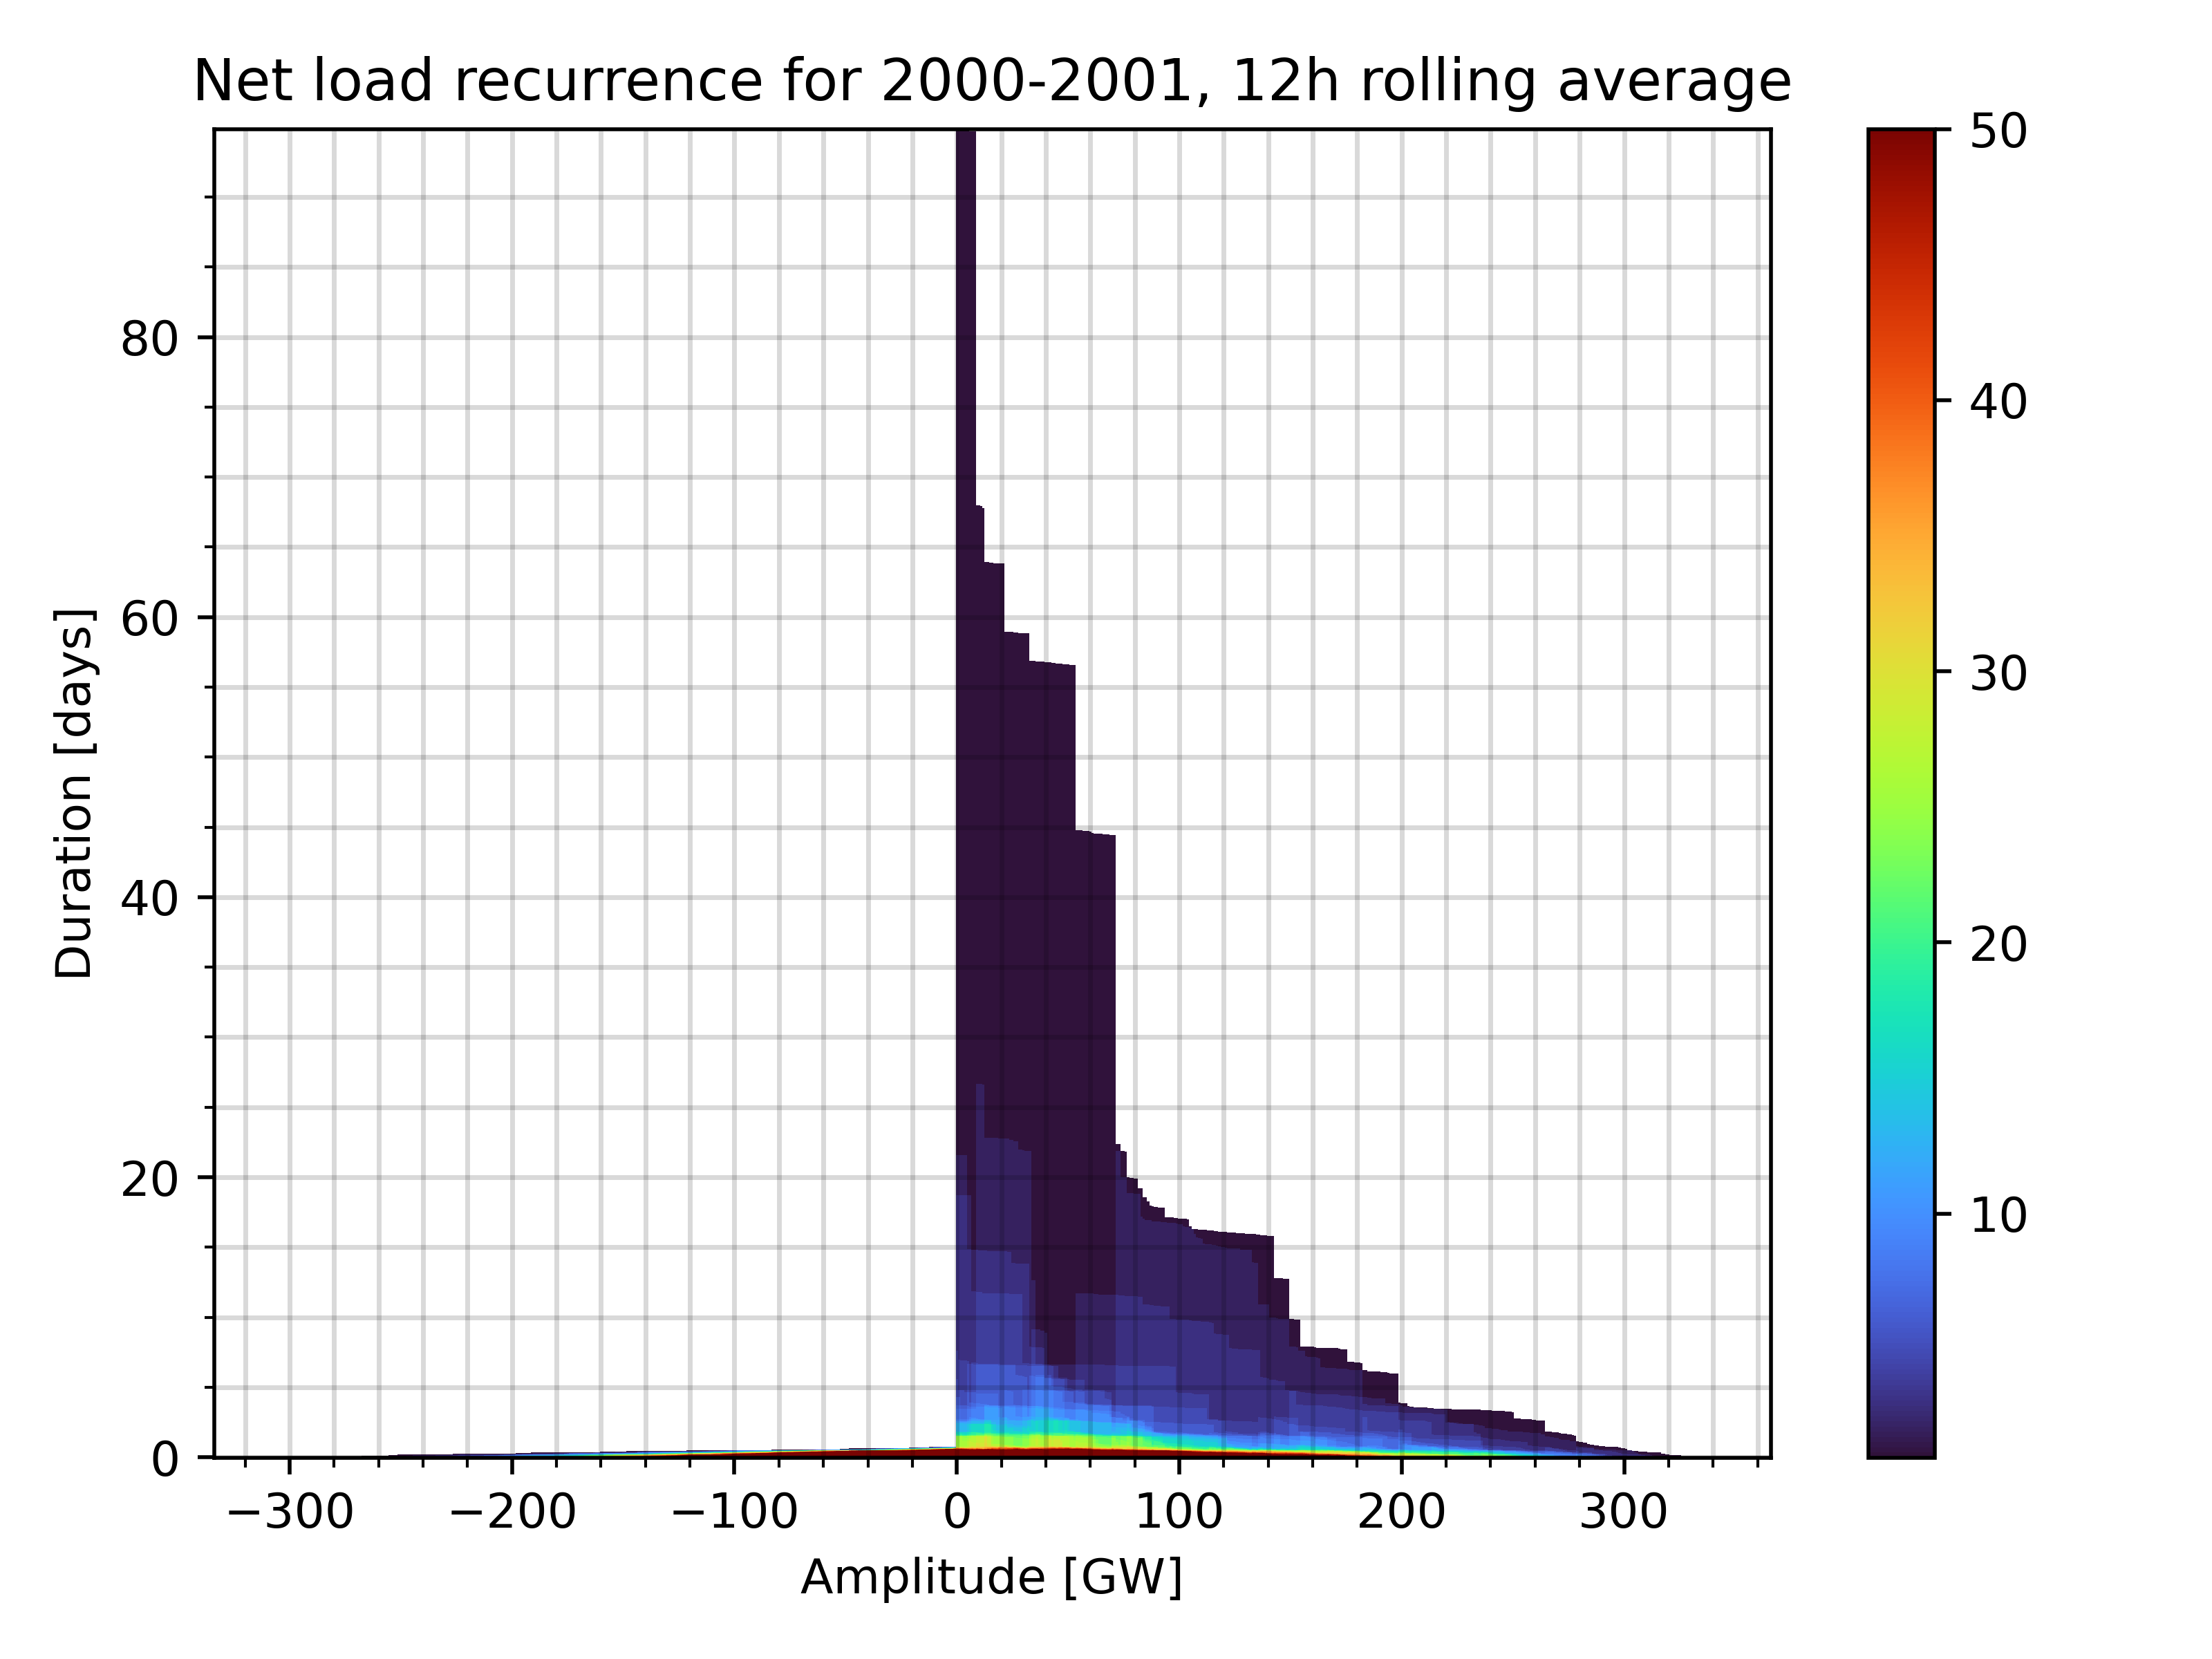 Net load recurrence for 2000-2001, 12h rolling average
50
40
30
20
10
80
60
40
20
0
Duration [days]
−300 −200 −100 0 100 200 300
Amplitude [GW]